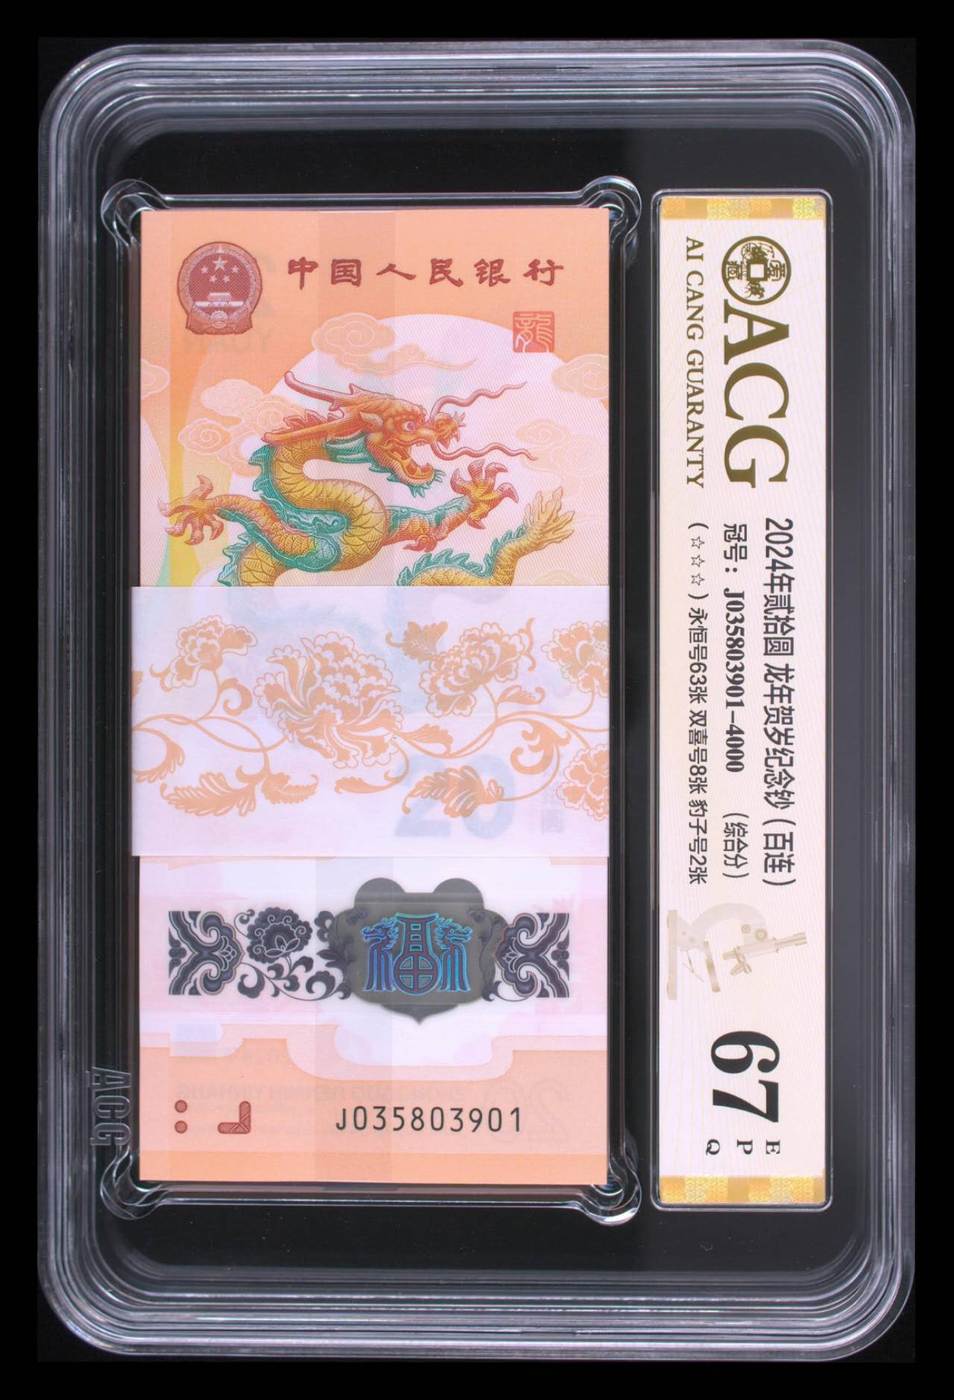 中国人民银行
龍
J035803901
ACG
ACG
AI CANG GUARANTY
2024年贰拾圆 龙年贺岁纪念钞（百连）
冠号：J035803901-4000 （综合分）
（☆☆☆）永恒号63张 双喜号8张 豹子号2张
67
E
P
Q